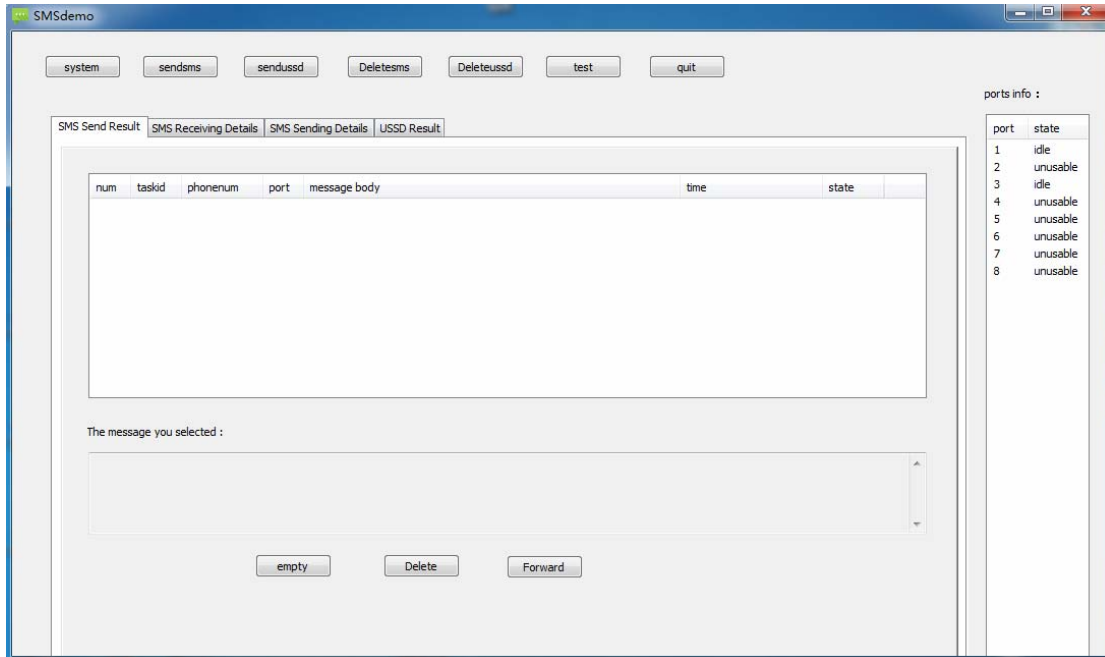 SMSdemo
system sendsms sendussd Deletesms Deleteussd test quit
ports info :
SMS Send Result SMS Receiving Details SMS Sending Details USSD Result
port state
1 idle
2 unusable
3 idle
4 unusable
5 unusable
6 unusable
7 unusable
8 unusable
num taskid phonenum port message body time state
The message you selected :
empty Delete Forward